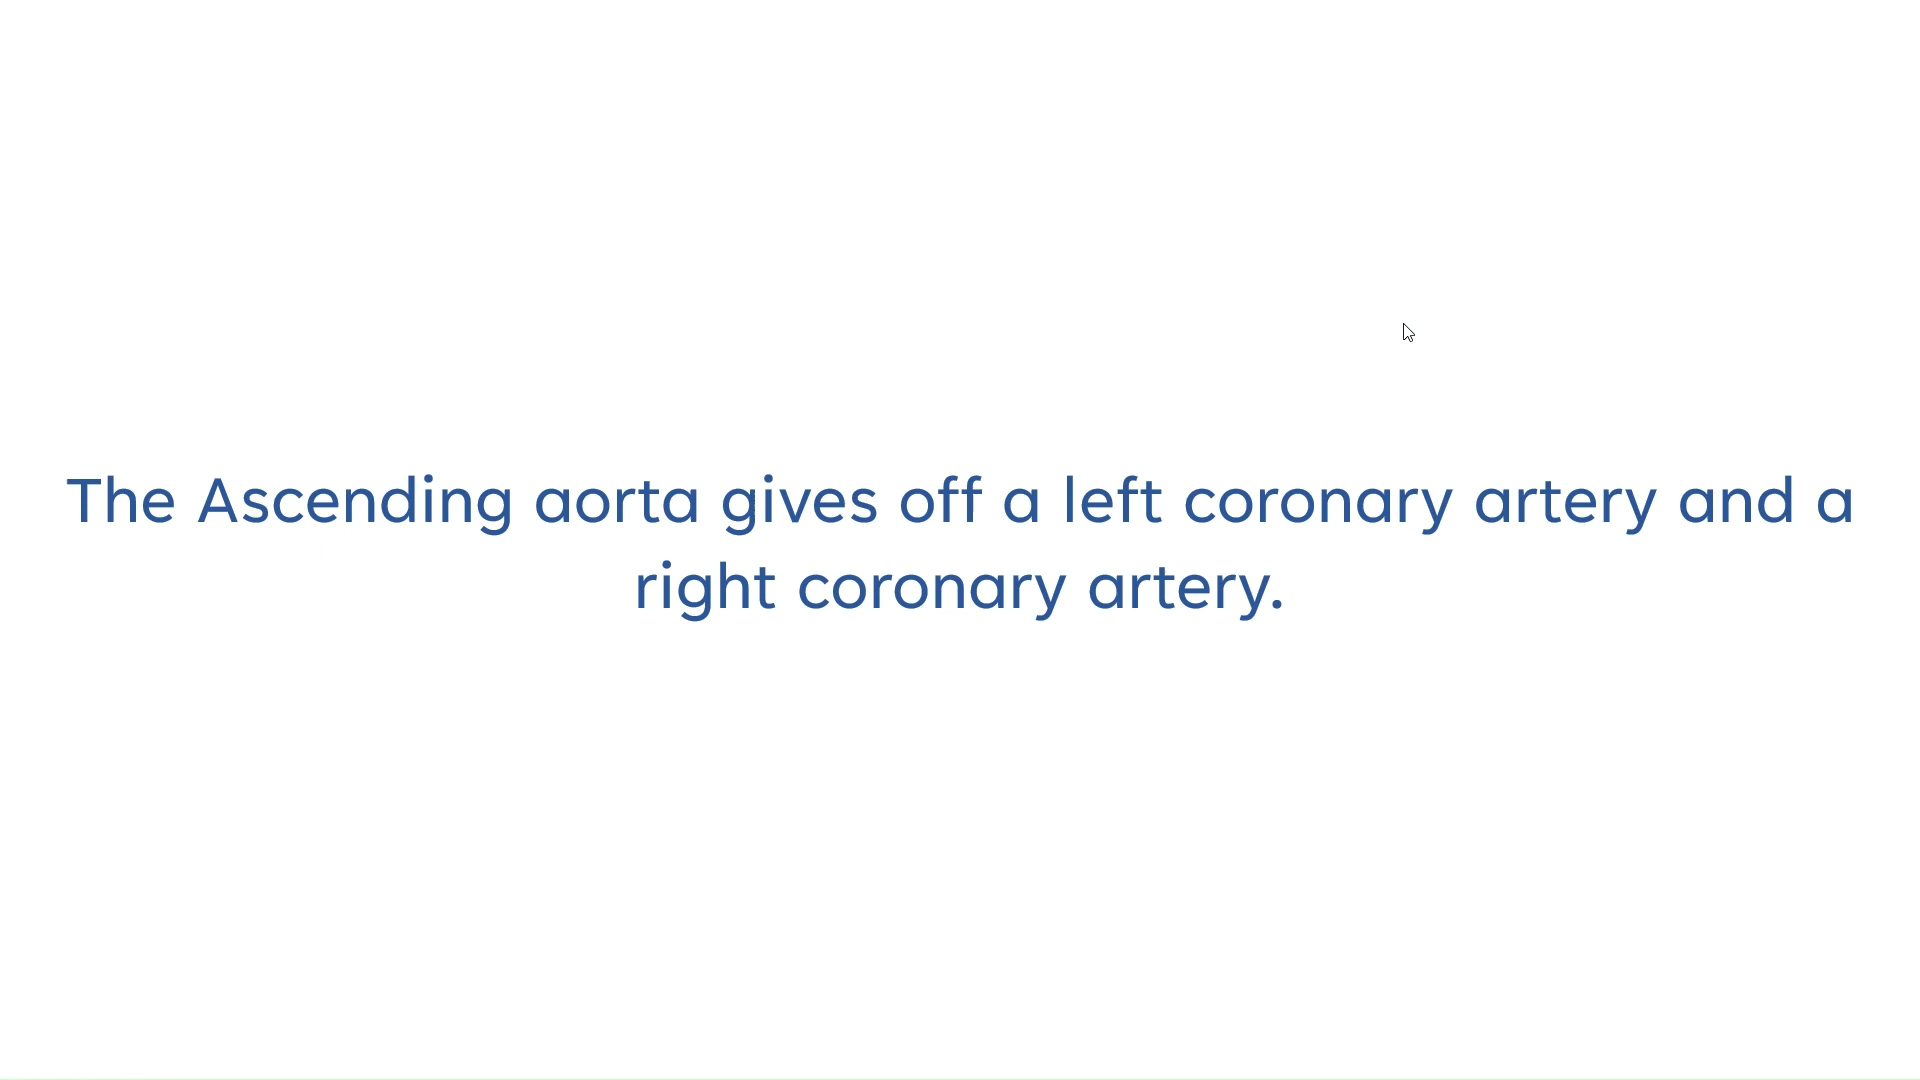 The Ascending aorta gives off a left coronary artery and a
right coronary artery.